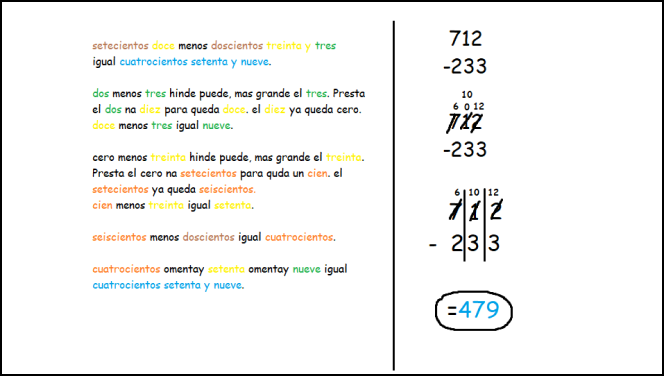 setecientos doce menos doscientos treinta y tres
igual cuatrocientos setenta y nueve.
dos menos tres hinde puede, mas grande el tres. Presta
el dos na diez para queda doce. el diez ya queda cero.
doce menos tres igual nueve.
cero menos treinta hinde puede, mas grande el treinta.
Presta el cero na setecientos para quda un cien. el
setecientos ya queda seiscientos.
cien menos treinta igual setenta.
seiscientos menos doscientos igual cuatrocientos.
cuatrocientos omentay setenta omentay nueve igual
cuatrocientos setenta y nueve.
712
-233
10
6 0 12
712
-233
6 10 12
7 1 2
- 2 3 3
=479